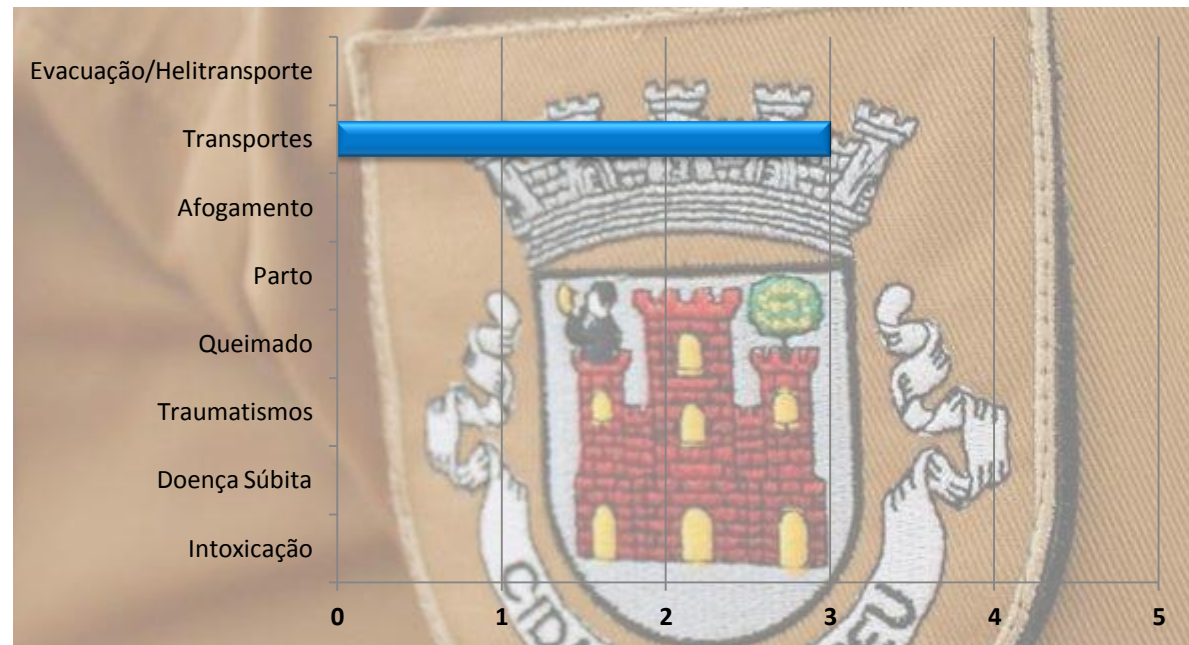 Evacuação/Helitransporte
Transportes
Afogamento
Parto
Queimado
Traumatismos
Doença Súbita
Intoxicação
0 1 2 3 4 5